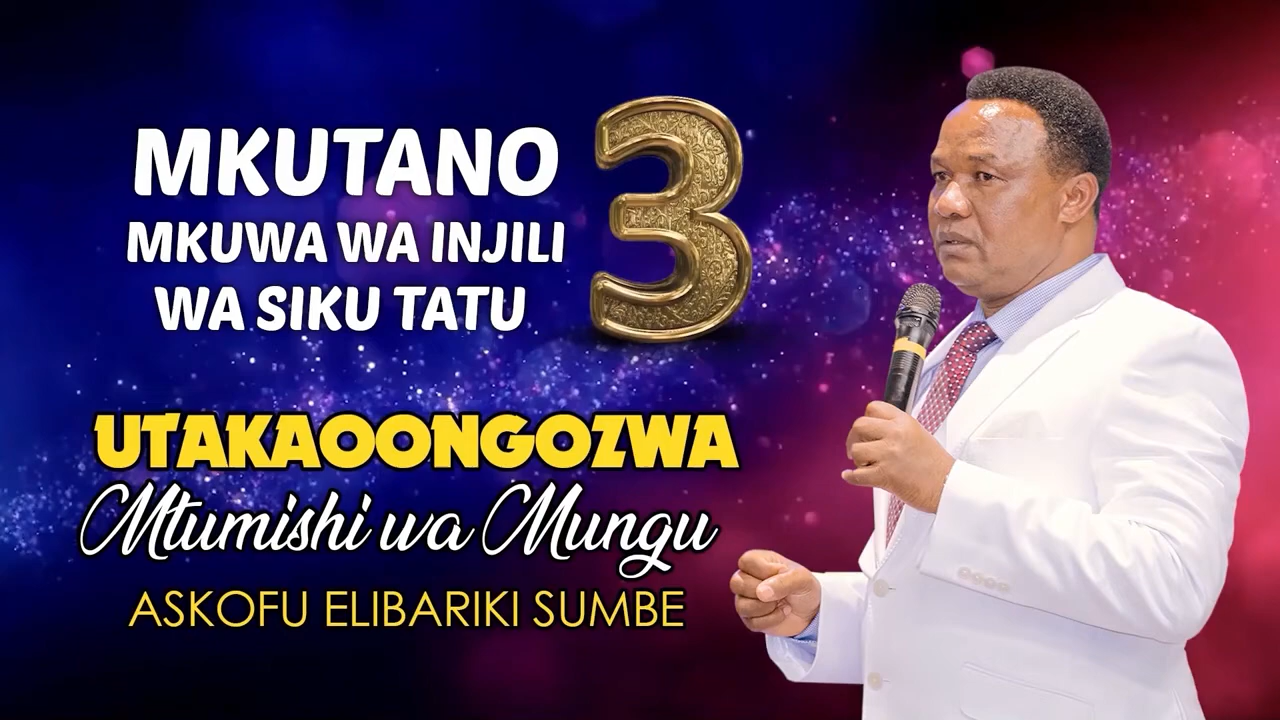 MKUTANO
MKUWA WA INJILI
WA SIKU TATU
3
UTAKAOONGOZWA
Mtumishi wa Mungu
ASKOFU ELIBARIKI SUMBE